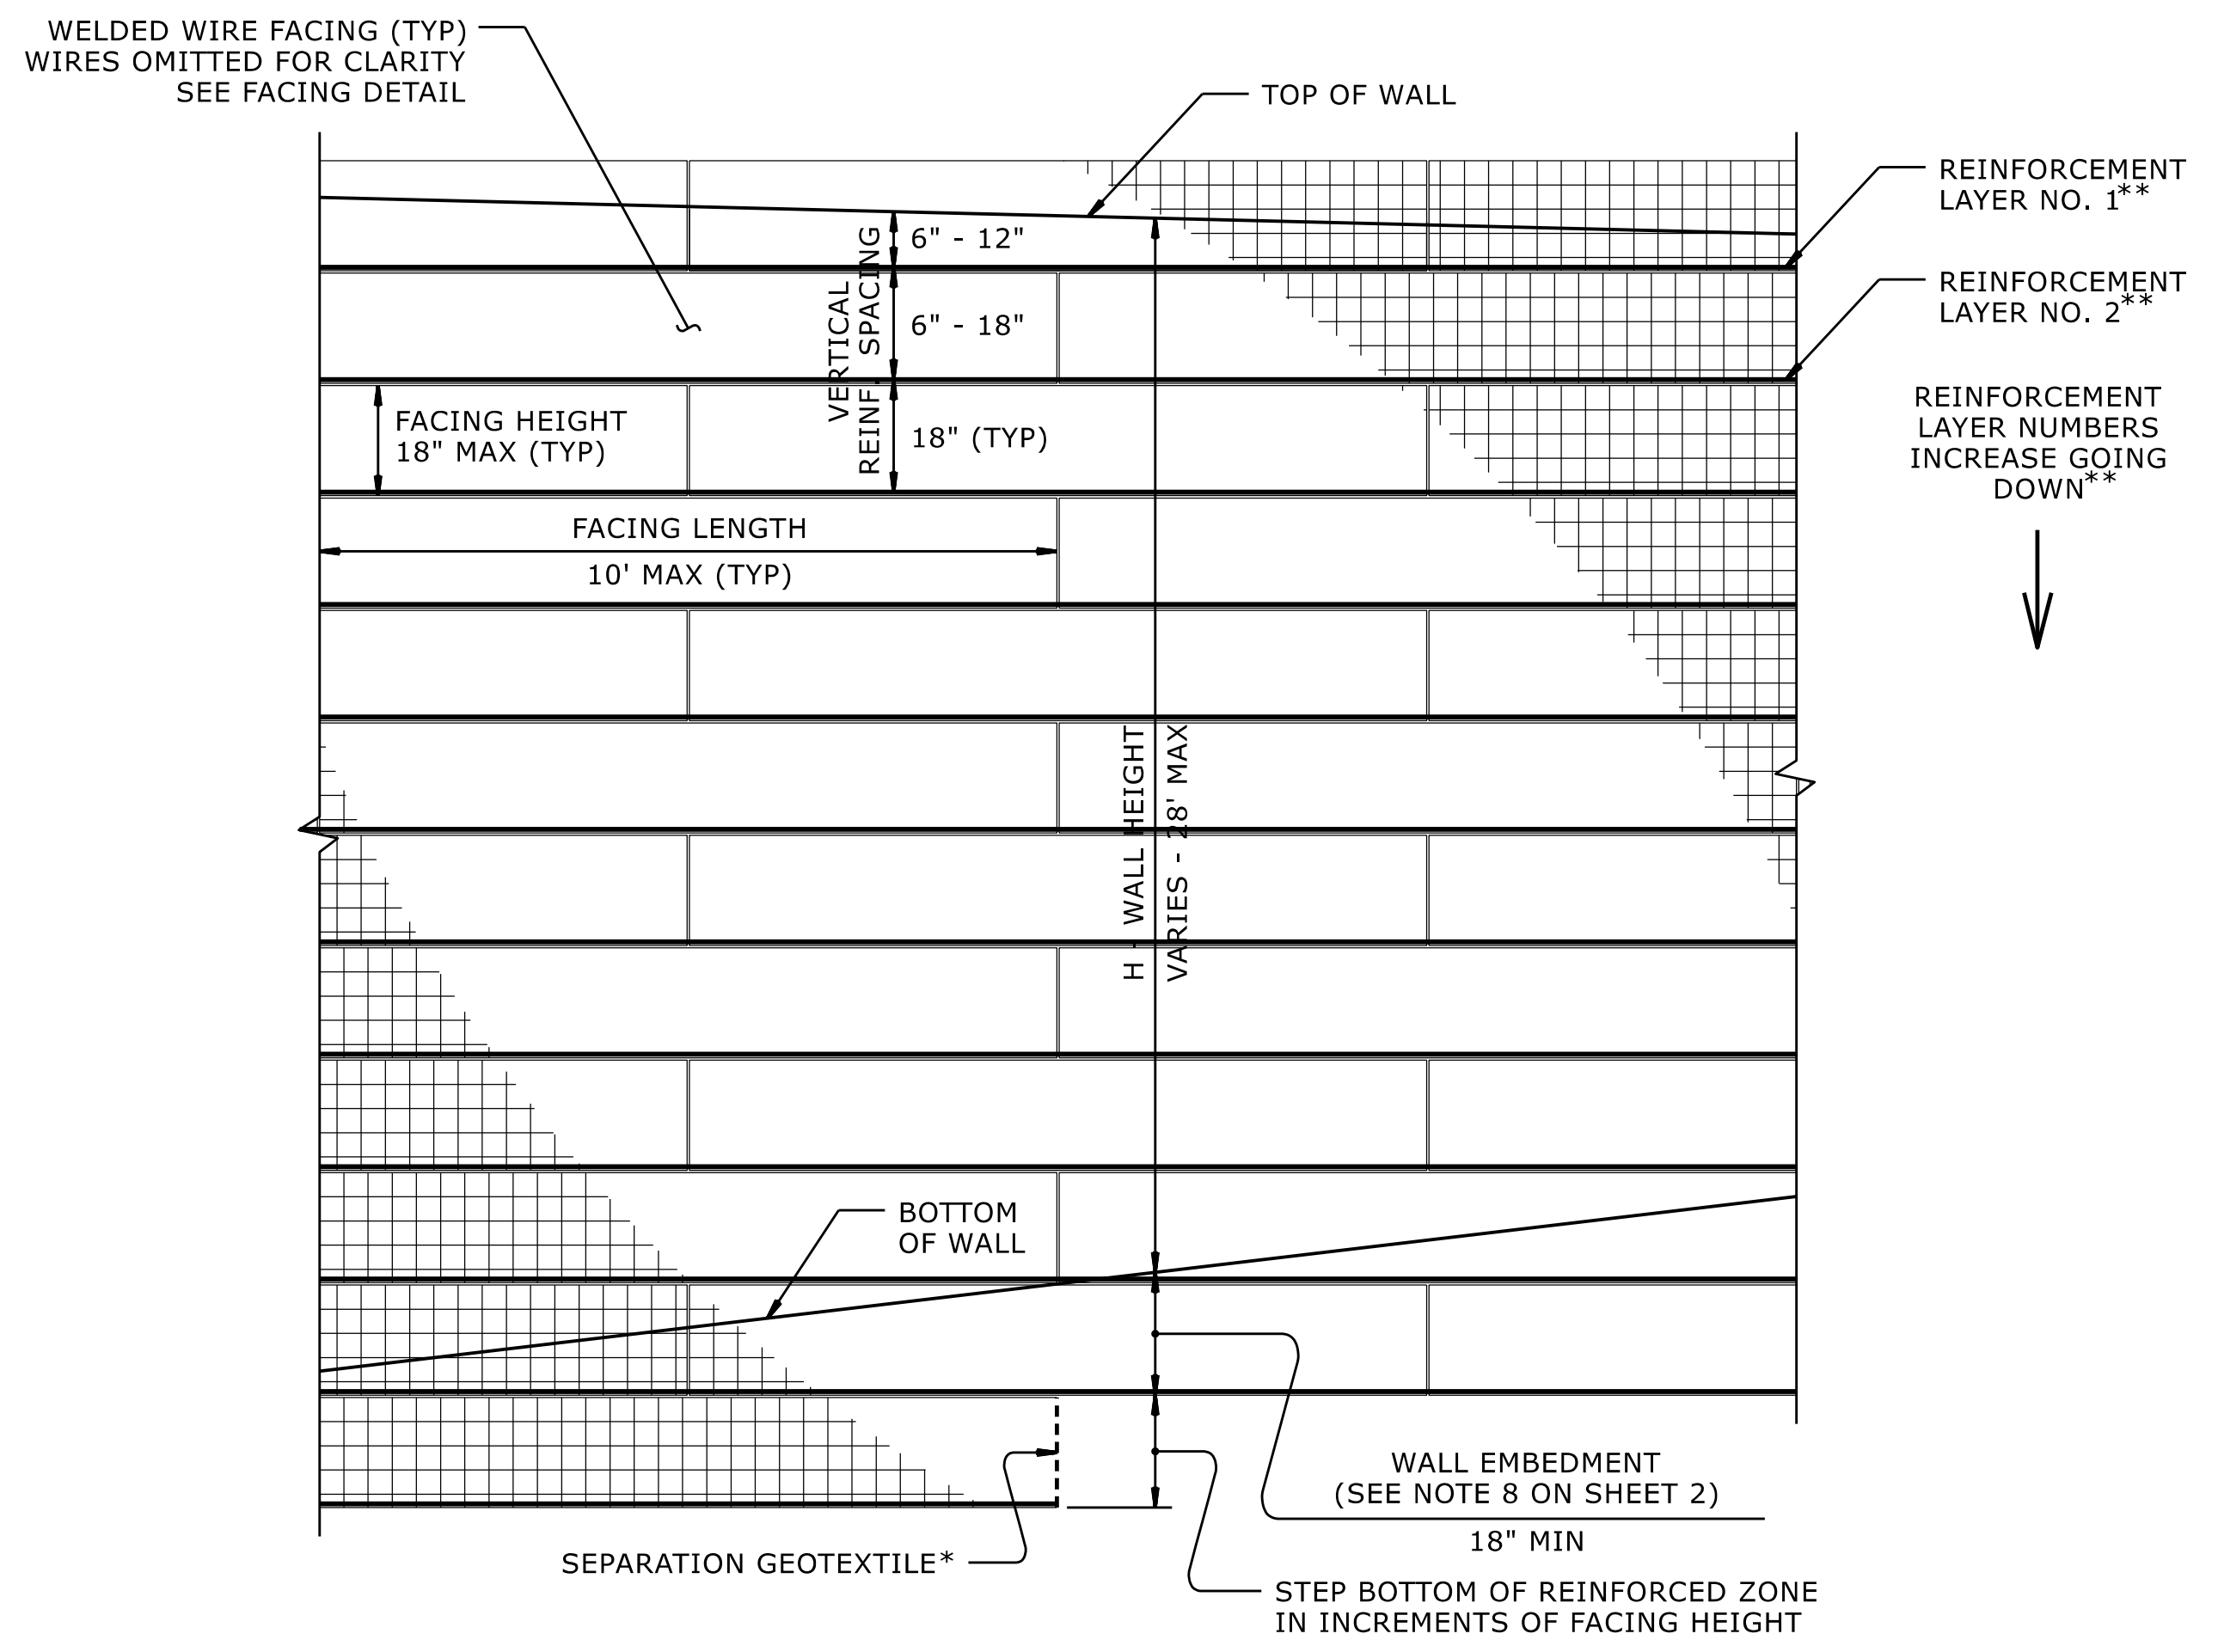 WELDED WIRE FACING (TYP)
WIRES OMITTED FOR CLARITY
SEE FACING DETAIL
TOP OF WALL
REINFORCEMENT
LAYER NO. 1**
6" - 12"
REINFORCEMENT
LAYER NO. 2**
VERTICAL
REINF. SPACING
6" - 18"
REINFORCEMENT
LAYER NUMBERS
INCREASE GOING
DOWN**
FACING HEIGHT
18" MAX (TYP)
18" (TYP)
FACING LENGTH
10' MAX (TYP)
H - WALL HEIGHT
VARIES - 28' MAX
BOTTOM
OF WALL
WALL EMBEDMENT
(SEE NOTE 8 ON SHEET 2)
18" MIN
SEPARATION GEOTEXTILE*
STEP BOTTOM OF REINFORCED ZONE
IN INCREMENTS OF FACING HEIGHT